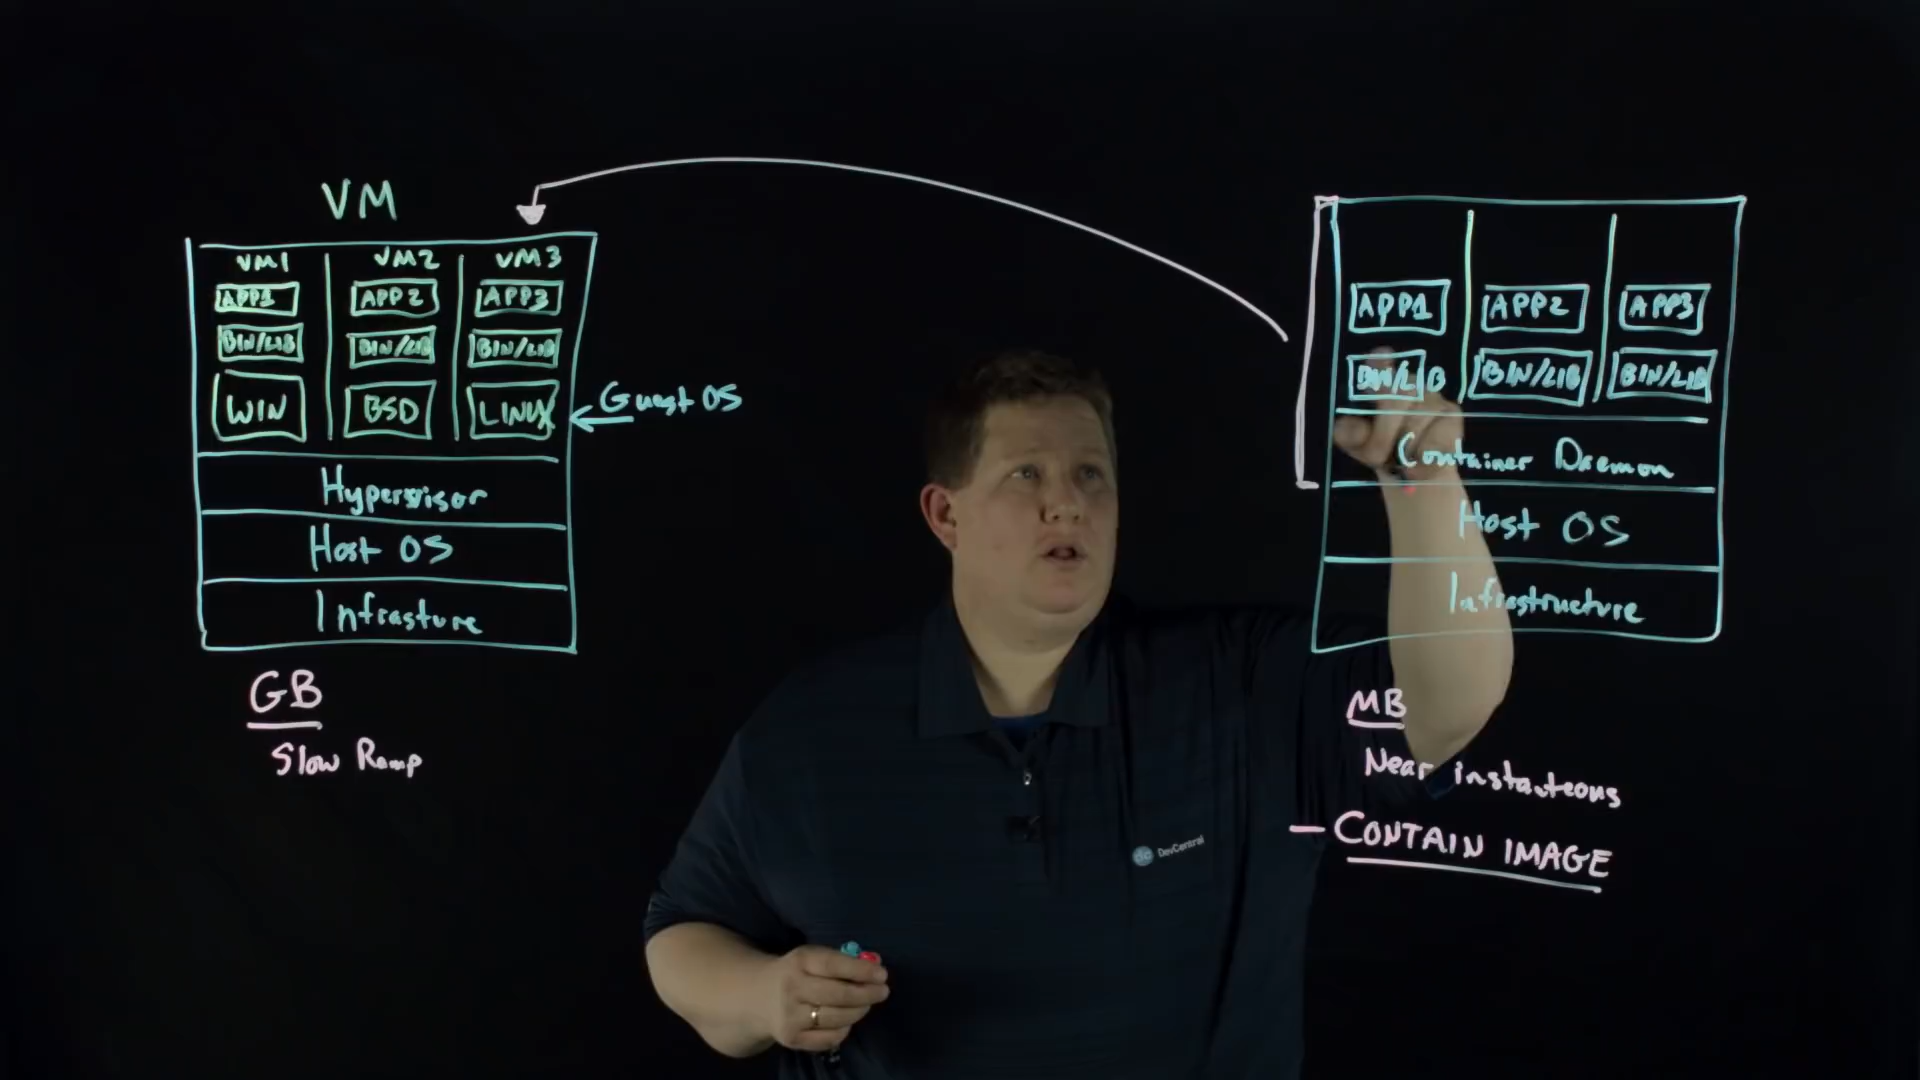 VM
VM1 VM2 VM3
APP1 APP2 APP3
BIN/LIB BIN/LIB BIN/LIB
WIN BSD LINUX
Guest OS
Hypervisor
Host OS
Infrasture
GB
Slow Ramp
APP1 APP2 APP3
BIN/LIB BIN/LIB BIN/LIB
Container Daemon
Host OS
Infrastructure
MB
Near instanteous
- CONTAIN IMAGE
dc DevCentral